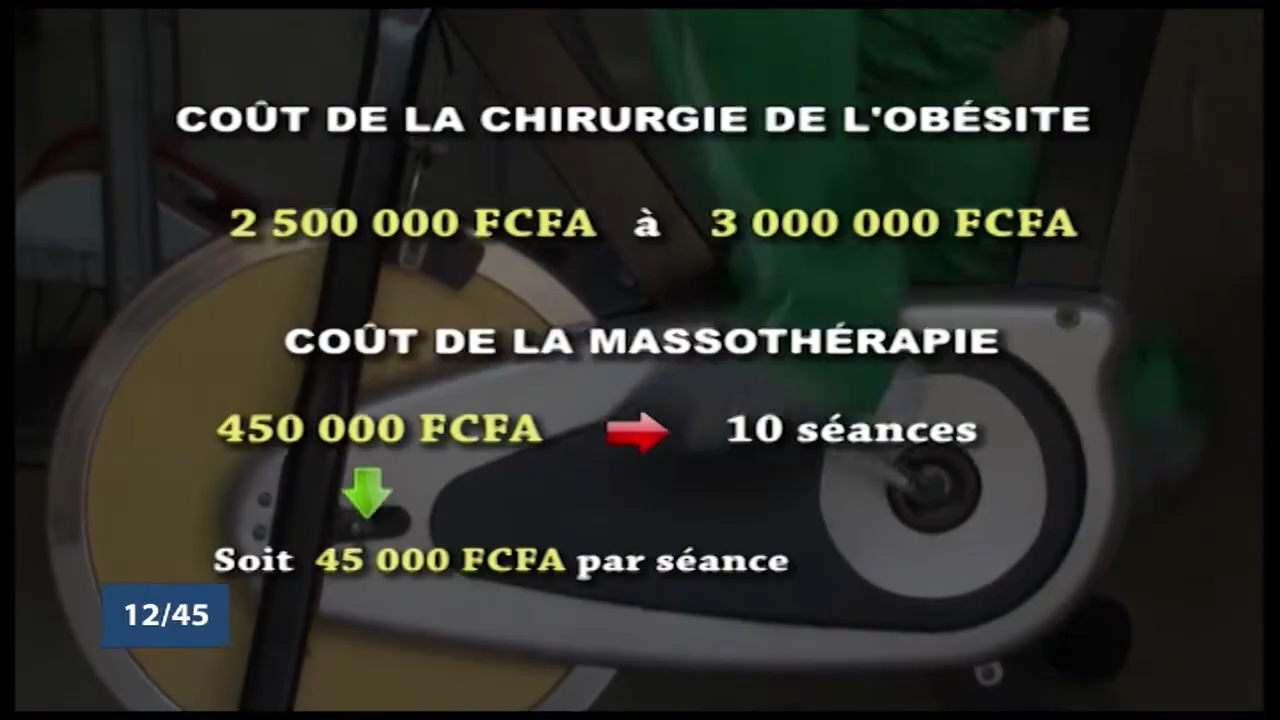 COÛT DE LA CHIRURGIE DE L'OBÉSITE
2 500 000 FCFA à 3 000 000 FCFA
COÛT DE LA MASSOTHÉRAPIE
450 000 FCFA 10 séances
Soit 45 000 FCFA par séance
12/45